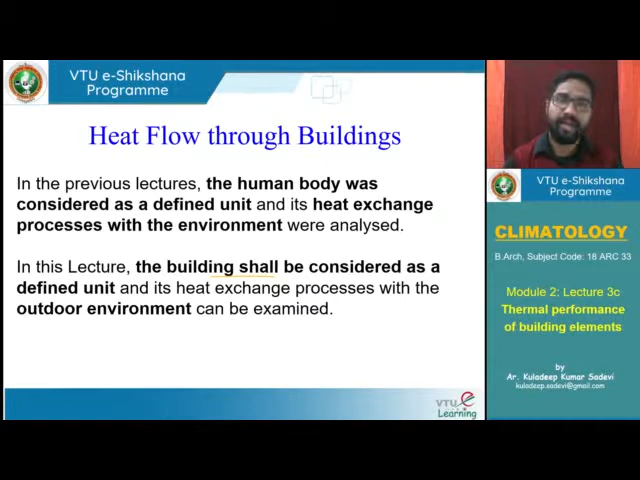 VTU e-Shikshana
Programme
Heat Flow through Buildings
In the previous lectures, the human body was
considered as a defined unit and its heat exchange
processes with the environment were analysed.
In this Lecture, the building shall be considered as a
defined unit and its heat exchange processes with the
outdoor environment can be examined.
VTU e
Learning
VTU e-Shikshana
Programme
CLIMATOLOGY
B.Arch, Subject Code: 18 ARC 33
Module 2; Lecture 3c
Thermal performance
of building elements
by
Ar. Kuladeep Kumar Sadevi
kuladeep.sadevi@gmail.com